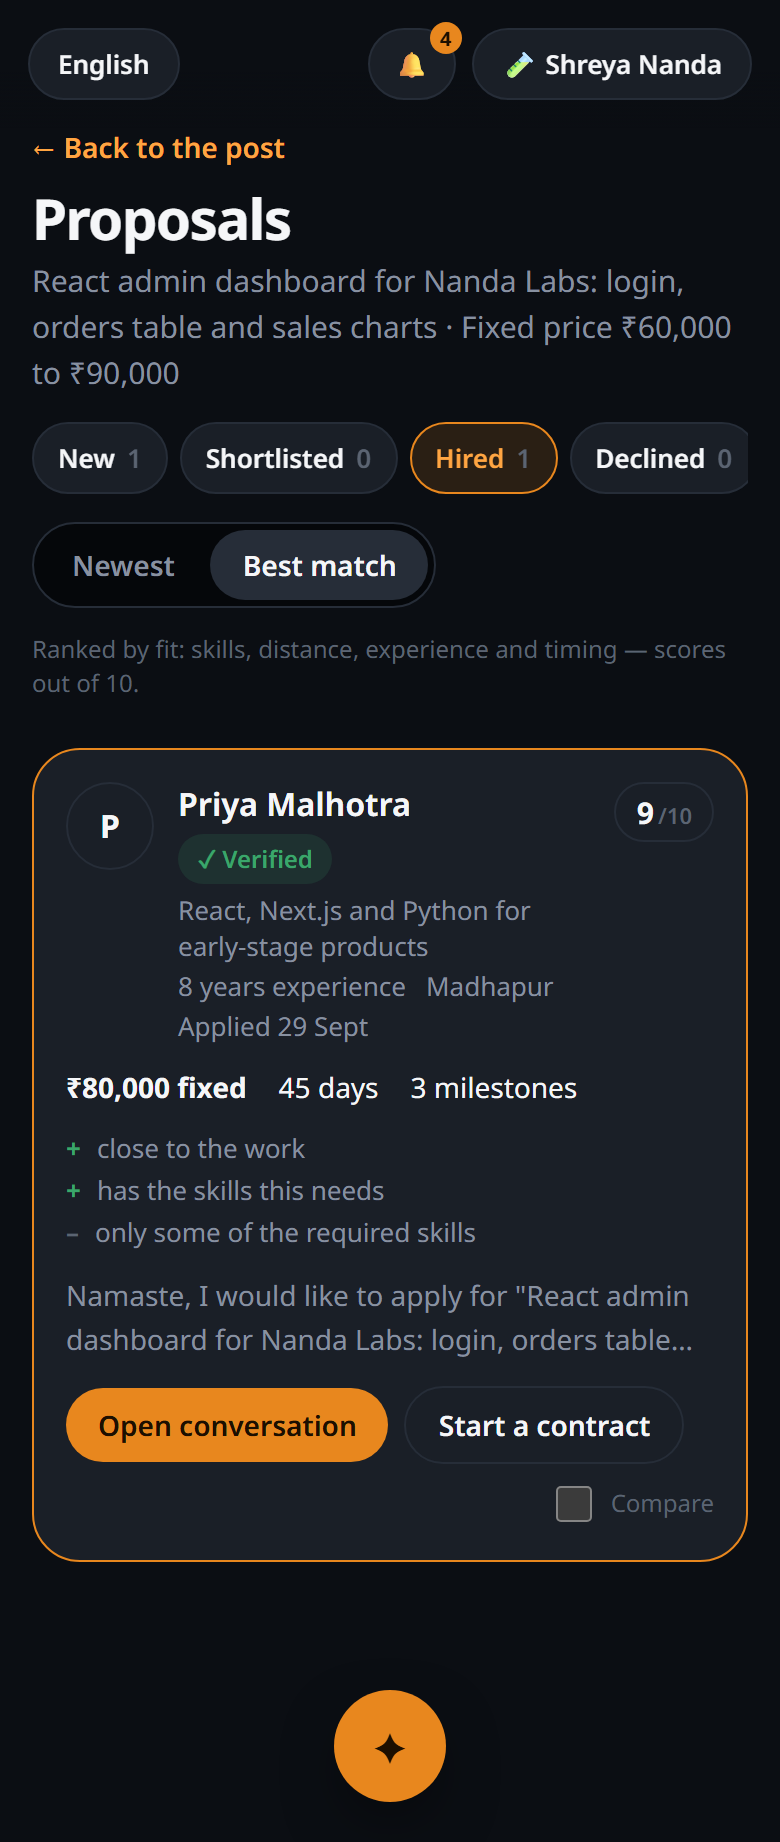 English
4
Shreya Nanda
← Back to the post
Proposals
React admin dashboard for Nanda Labs: login,
orders table and sales charts · Fixed price ₹60,000
to ₹90,000
New 1
Shortlisted 0
Hired 1
Declined 0
Newest
Best match
Ranked by fit: skills, distance, experience and timing — scores
out of 10.
P
Priya Malhotra
9/10
✓ Verified
React, Next.js and Python for
early-stage products
8 years experience Madhapur
Applied 29 Sept
₹80,000 fixed 45 days 3 milestones
+ close to the work
+ has the skills this needs
– only some of the required skills
Namaste, I would like to apply for "React admin
dashboard for Nanda Labs: login, orders table...
Open conversation
Start a contract
Compare